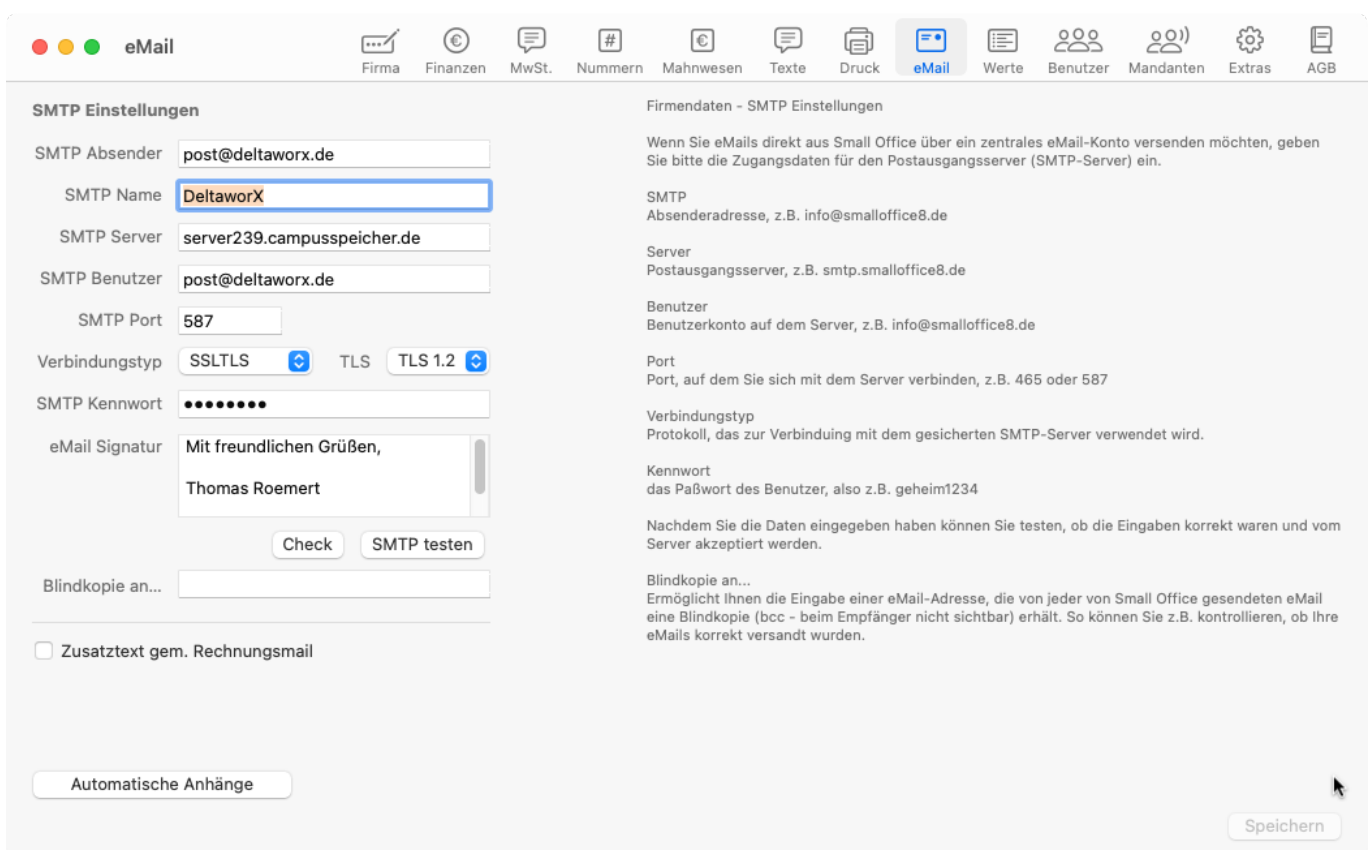 eMail
Firma Finanzen MwSt. Nummern Mahnwesen Texte Druck eMail Werte Benutzer Mandanten Extras AGB
SMTP Einstellungen
SMTP Absender post@deltaworx.de
SMTP Name DeltaworX
SMTP Server server239.campusspeicher.de
SMTP Benutzer post@deltaworx.de
SMTP Port 587
Verbindungstyp SSLTLS TLS TLS 1.2
SMTP Kennwort ••••••••
eMail Signatur Mit freundlichen Grüßen,
Thomas Roemert
Check SMTP testen
Blindkopie an...
Zusatztext gem. Rechnungsmail
Automatische Anhänge
Firmendaten - SMTP Einstellungen
Wenn Sie eMails direkt aus Small Office über ein zentrales eMail-Konto versenden möchten, geben
Sie bitte die Zugangsdaten für den Postausgangsserver (SMTP-Server) ein.
SMTP
Absenderadresse, z.B. info@smalloffice8.de
Server
Postausgangsserver, z.B. smtp.smalloffice8.de
Benutzer
Benutzerkonto auf dem Server, z.B. info@smalloffice8.de
Port
Port, auf dem Sie sich mit dem Server verbinden, z.B. 465 oder 587
Verbindungstyp
Protokoll, das zur Verbinduing mit dem gesicherten SMTP-Server verwendet wird.
Kennwort
das Paßwort des Benutzer, also z.B. geheim1234
Nachdem Sie die Daten eingegeben haben können Sie testen, ob die Eingaben korrekt waren und vom
Server akzeptiert werden.
Blindkopie an...
Ermöglicht Ihnen die Eingabe einer eMail-Adresse, die von jeder von Small Office gesendeten eMail
eine Blindkopie (bcc - beim Empfänger nicht sichtbar) erhält. So können Sie z.B. kontrollieren, ob Ihre
eMails korrekt versandt wurden.
Speichern